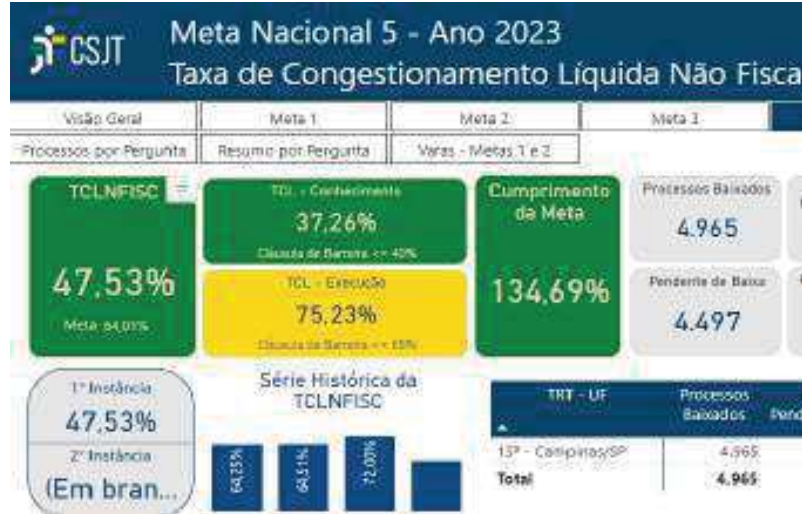 CSJT
Meta Nacional 5 - Ano 2023
Taxa de Congestionamento Líquida Não Fisca
Visão Geral
Meta 1
Meta 2
Meta 3
Processos por Pergunta
Resumo por Pergunta
Varas - Metas 1 e 2
TCLNFISC
47,53%
Meta
TCL - Conhecimento
37,26%
Cláusula de Barreira <= 40%
TCL - Execução
75,23%
Cláusula de Barreira <= 65%
Cumprimento
da Meta
134,69%
Processos Baixados
4.965
Pendente de Baixa
4.497
1ª Instância
47,53%
2ª Instância
(Em bran...
Série Histórica da
TCLNFISC
64,25%
64,51%
72,00%
TRT - UF
Processos
Baixados
Pend
15ª - Campinas/SP
4.965
Total
4.965